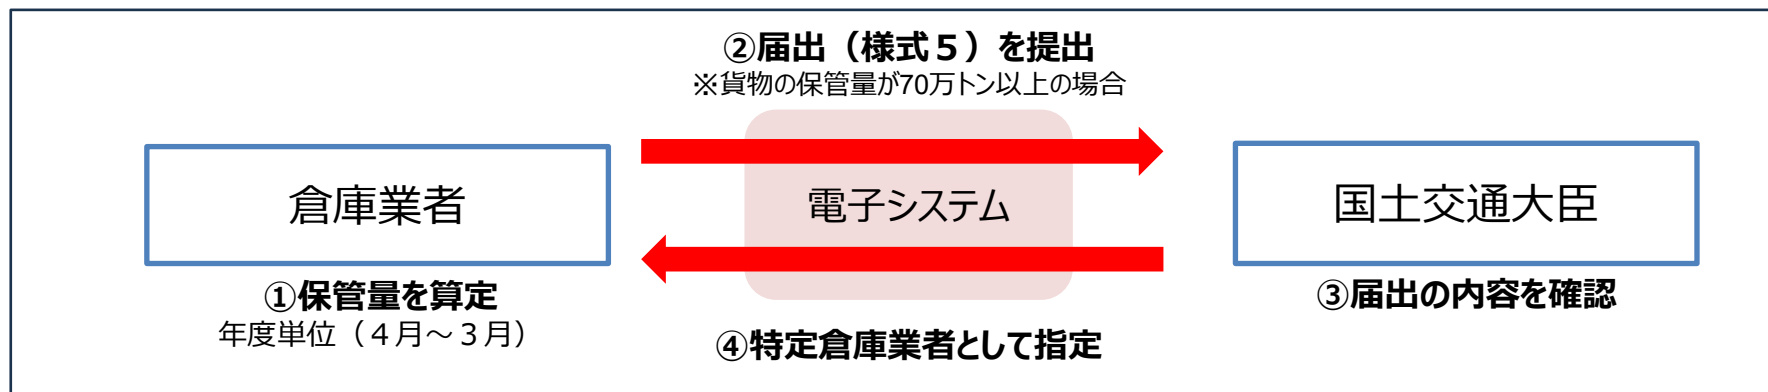 ②届出（様式５）を提出
※貨物の保管量が70万トン以上の場合
倉庫業者
電子システム
国土交通大臣
①保管量を算定
年度単位（４月～３月）
③届出の内容を確認
④特定倉庫業者として指定